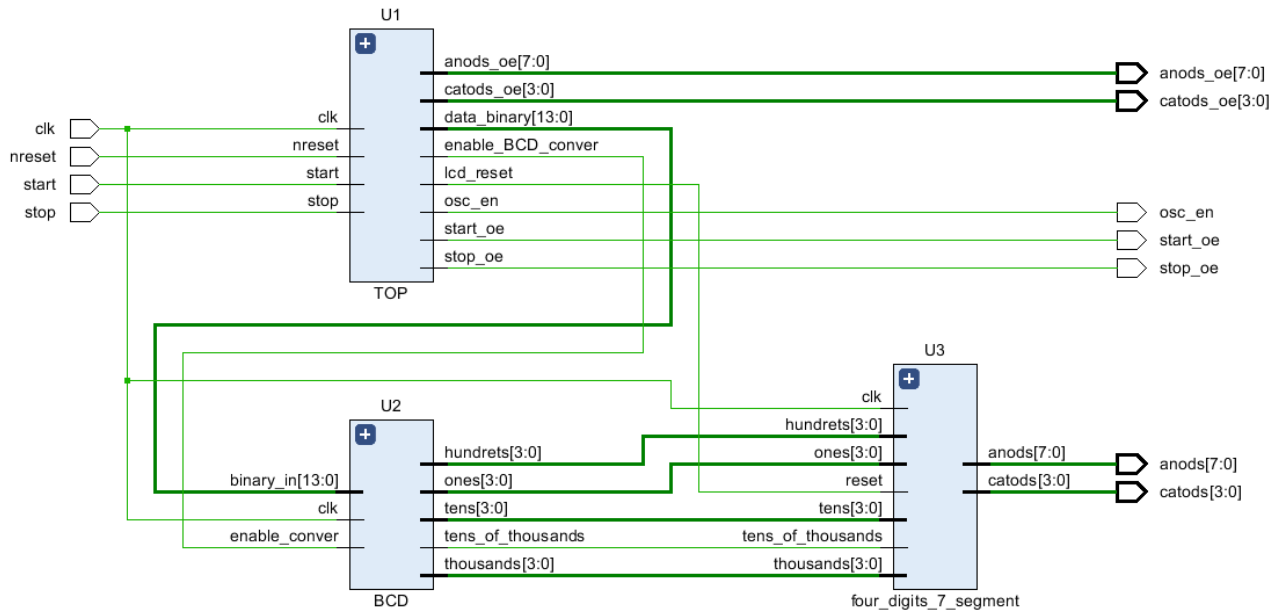 U1
anods_oe[7:0]
anods_oe[7:0]
catods_oe[3:0]
catods_oe[3:0]
clk
clk
data_binary[13:0]
nreset
nreset
enable_BCD_conver
start
start
lcd_reset
stop
stop
osc_en
osc_en
start_oe
start_oe
stop_oe
stop_oe
TOP
U3
clk
U2
hundrets[3:0]
hundrets[3:0]
ones[3:0]
anods[7:0]
anods[7:0]
binary_in[13:0]
ones[3:0]
reset
catods[3:0]
catods[3:0]
clk
tens[3:0]
tens[3:0]
enable_conver
tens_of_thousands
tens_of_thousands
thousands[3:0]
thousands[3:0]
BCD
four_digits_7_segment